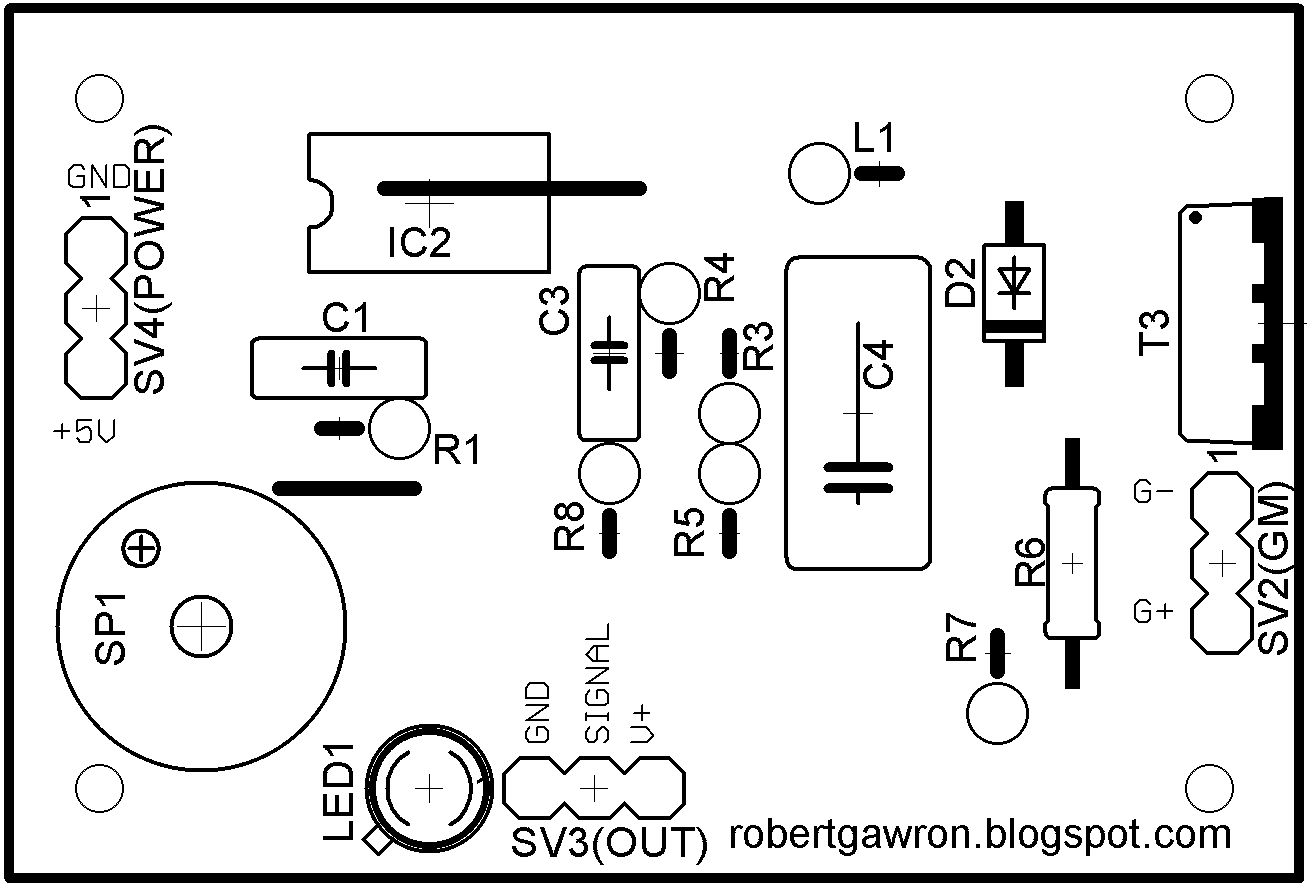 L1
GND
1
SV4(POWER)
IC2
R4
D2
C3
C1
R3
T3
C4
+5V
R1
1
G-
R8
R5
R6
SV2(GM)
G+
SP1
R7
GND
SIGNAL
V+
LED1
SV3(OUT)
robertgawron.blogspot.com